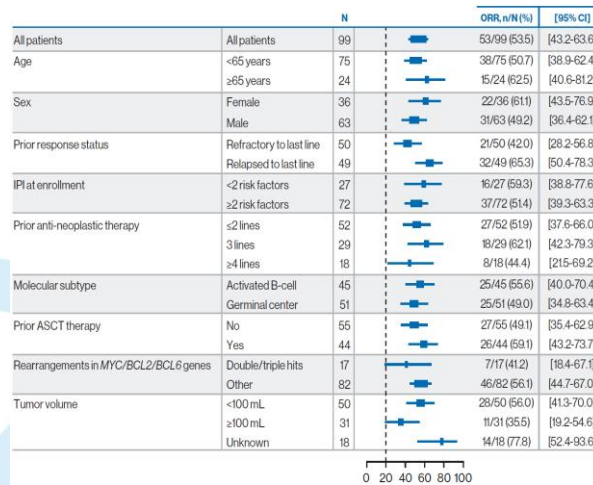 N ORR, n/N (%) [95% CI]
All patients All patients 99 53/99 (53.5) [43.2-63.6
Age <65 years 75 38/75 (50.7) [38.9-62.4
≥65 years 24 15/24 (62.5) [40.6-81.2
Sex Female 36 22/36 (61.1) [43.5-76.9
Male 63 31/63 (49.2) [36.4-62.1
Prior response status Refractory to last line 50 21/50 (42.0) [28.2-56.8
Relapsed to last line 49 32/49 (65.3) [50.4-78.3
IPI at enrollment <2 risk factors 27 16/27 (59.3) [38.8-77.6
≥2 risk factors 72 37/72 (51.4) [39.3-63.3
Prior anti-neoplastic therapy ≤2 lines 52 27/52 (51.9) [37.6-66.0
3 lines 29 18/29 (62.1) [42.3-79.3
≥4 lines 18 8/18 (44.4) [21.5-69.2
Molecular subtype Activated B-cell 45 25/45 (55.6) [40.0-70.4
Germinal center 51 25/51 (49.0) [34.8-63.4
Prior ASCT therapy No 55 27/55 (49.1) [35.4-62.9
Yes 44 26/44 (59.1) [43.2-73.7
Rearrangements in MYC/BCL2/BCL6 genes Double/triple hits 17 7/17 (41.2) [18.4-67.1
Other 82 46/82 (56.1) [44.7-67.0
Tumor volume <100 mL 50 28/50 (56.0) [41.3-70.0
≥100 mL 31 11/31 (35.5) [19.2-54.6
Unknown 18 14/18 (77.8) [52.4-93.6
0 20 40 60 80 100